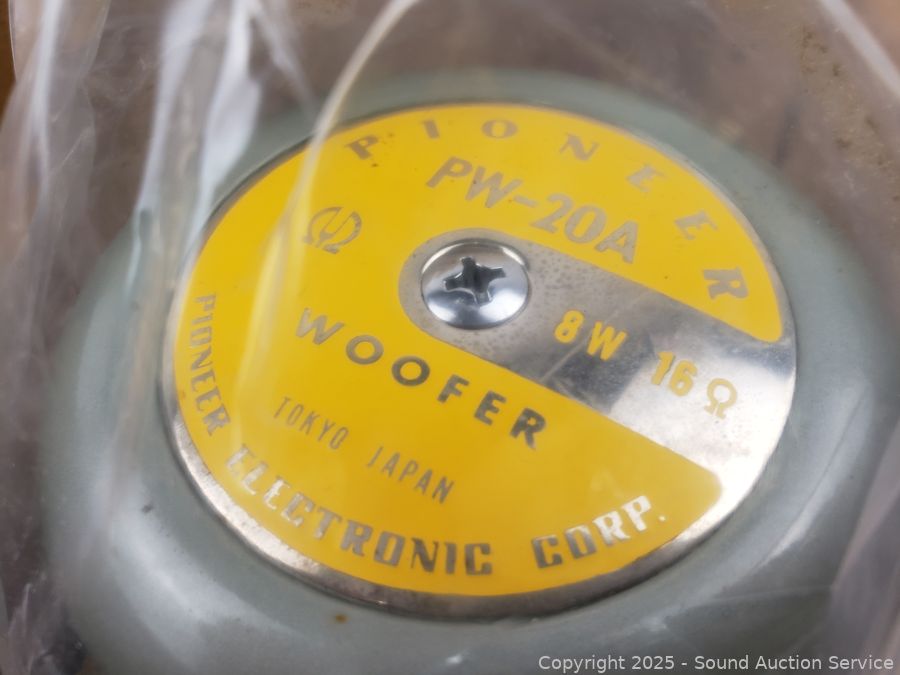 PIONEER
PW-20A
8W 16Ω
WOOFER
TOKYO JAPAN
PIONEER ELECTRONIC CORP.
Copyright © 2025 - Sound Auction Service